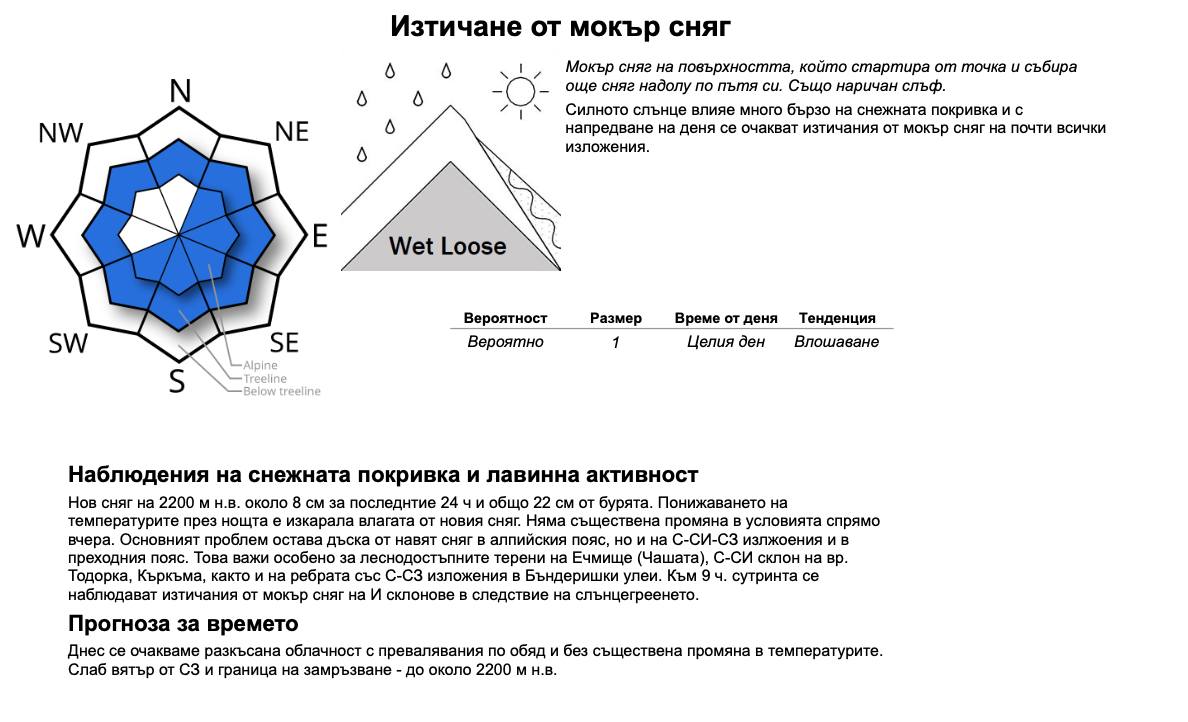 Изтичане от мокър сняг
Мокър сняг на повърхността, който стартира от точка и събира
още сняг надолу по пътя си. Също наричан слъф.
Силното слънце влияе много бързо на снежната покривка и с
напредване на деня се очакват изтичания от мокър сняг на почти всички
изложения.
N
NW
NE
W
E
SW
SE
S
Alpine
Treeline
Below treeline
Wet Loose
Вероятност Размер Време от деня Тенденция
Вероятно 1 Целия ден Влошаване
Наблюдения на снежната покривка и лавинна активност
Нов сняг на 2200 м н.в. около 8 см за последнтие 24 ч и общо 22 см от бурята. Понижаването на
температурите през нощта е изкарала влагата от новия сняг. Няма съществена промяна в условията спрямо
вчера. Основният проблем остава дъска от навят сняг в алпийския пояс, но и на С-СИ-СЗ излжоения и в
преходния пояс. Това важи особено за леснодостъпните терени на Ечмище (Чашата), С-СИ склон на вр.
Тодорка, Къркъма, както и на ребрата със С-СЗ изложения в Бъндеришки улеи. Към 9 ч. сутринта се
наблюдават изтичания от мокър сняг на И склонове в следствие на слънцегреенето.
Прогноза за времето
Днес се очакваме разкъсана облачност с превалявания по обяд и без съществена промяна в температурите.
Слаб вятър от СЗ и граница на замръзване - до около 2200 м н.в.